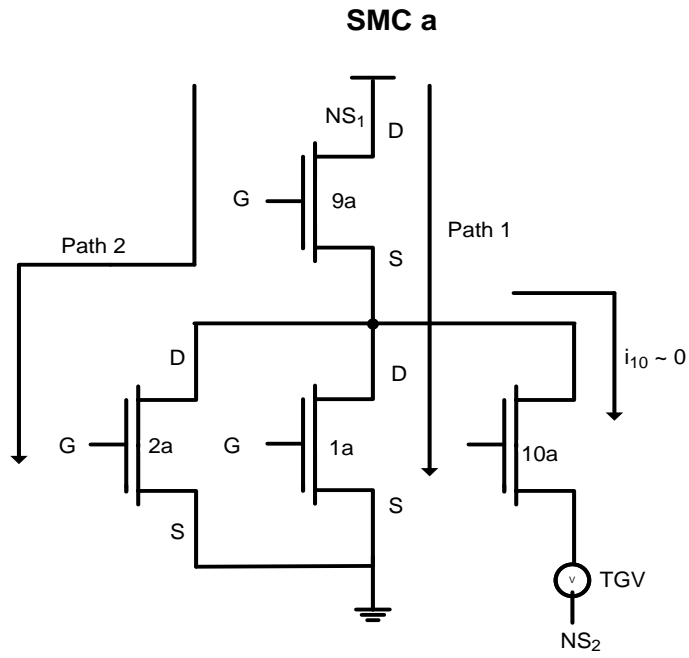 SMC a
NS₁
D
G
9a
Path 2
Path 1
S
D
D
i₁₀ ~ 0
G
2a
G
1a
10a
S
S
v
TGV
NS₂